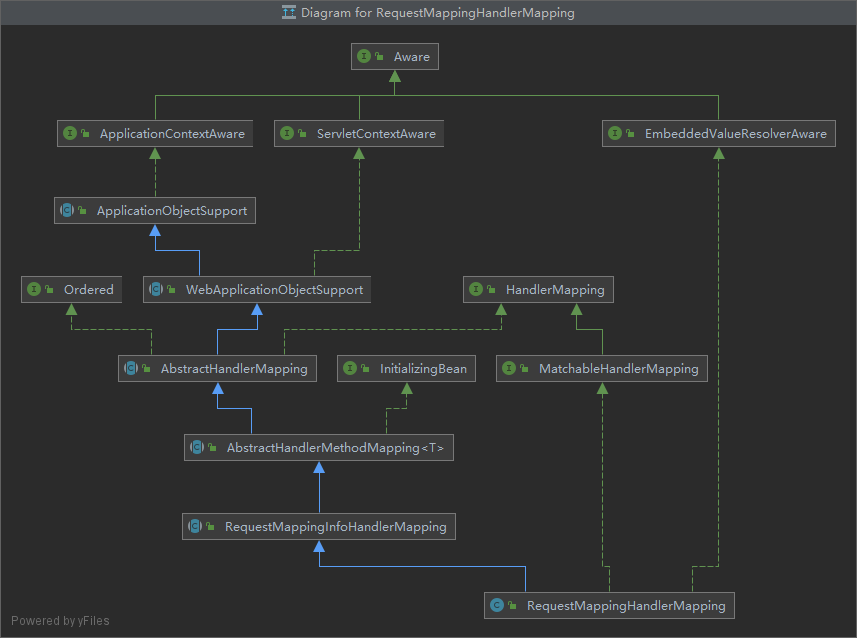 Diagram for RequestMappingHandlerMapping
Aware
ApplicationContextAware
ServletContextAware
EmbeddedValueResolverAware
ApplicationObjectSupport
Ordered
WebApplicationObjectSupport
HandlerMapping
AbstractHandlerMapping
InitializingBean
MatchableHandlerMapping
AbstractHandlerMethodMapping<T>
RequestMappingInfoHandlerMapping
RequestMappingHandlerMapping
Powered by yFiles